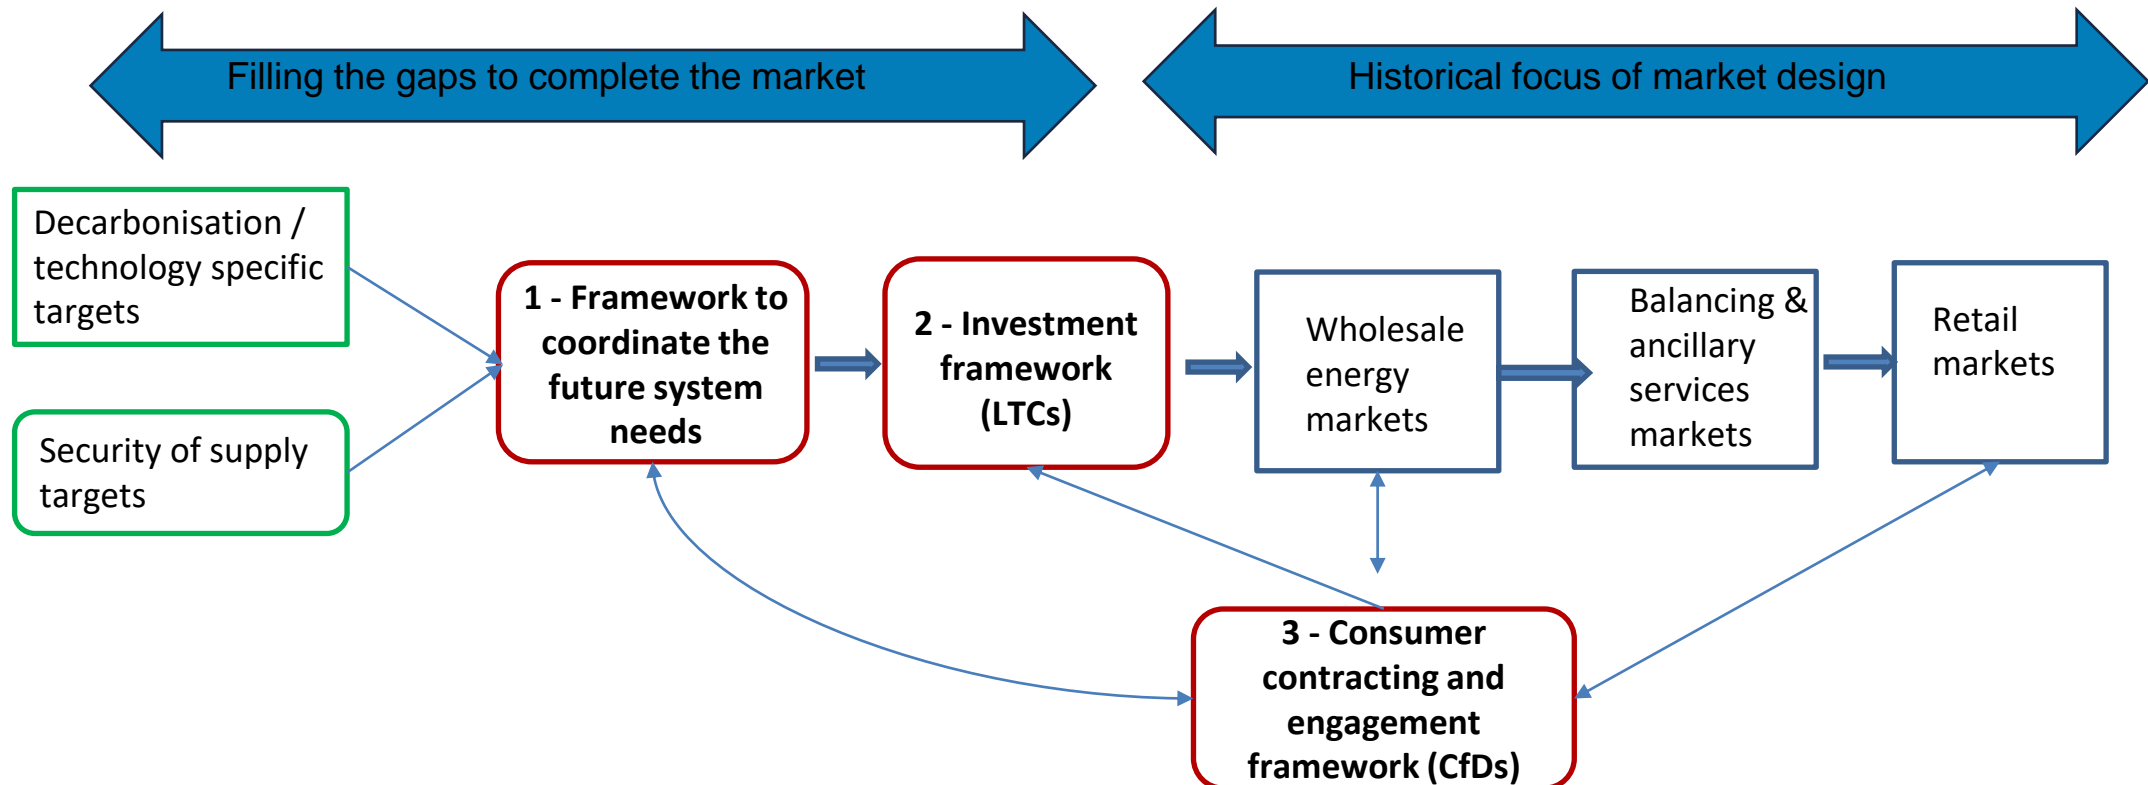 Filling the gaps to complete the market
Historical focus of market design
Decarbonisation /
technology specific
targets
Security of supply
targets
1 - Framework to
coordinate the
future system
needs
2 - Investment
framework
(LTCs)
Wholesale
energy
markets
Balancing &
ancillary
services
markets
Retail
markets
3 - Consumer
contracting and
engagement
framework (CfDs)